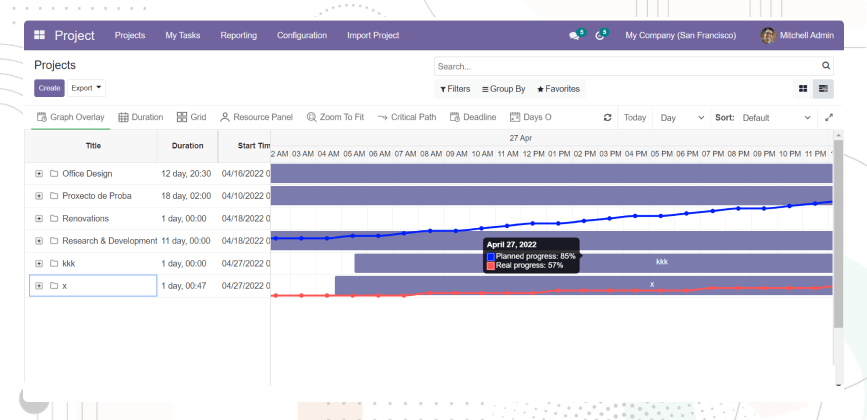 Project Projects My Tasks Reporting Configuration Import Project 5 5 My Company (San Francisco) Mitchell Admin
Projects Search...
Create Export Filters Group By Favorites
Graph Overlay Duration Grid Resource Panel Zoom To Fit Critical Path Deadline Days O Today Day Sort: Default
27 Apr
Title Duration Start Tim
2 AM 03 AM 04 AM 05 AM 06 AM 07 AM 08 AM 09 AM 10 AM 11 AM 12 PM 01 PM 02 PM 03 PM 04 PM 05 PM 06 PM 07 PM 08 PM 09 PM 10 PM 11 PM
Office Design 12 day, 20:30 04/16/2022 0
Proxecto de Proba 18 day, 02:00 04/10/2022 0
Renovations 1 day, 00:00 04/18/2022 0
Research & Development 11 day, 00:00 04/18/2022 0
April 27, 2022
Planned progress: 85%
Real progress: 57%
kkk 1 day, 00:00 04/27/2022 0 kkk
x 1 day, 00:47 04/27/2022 0 x